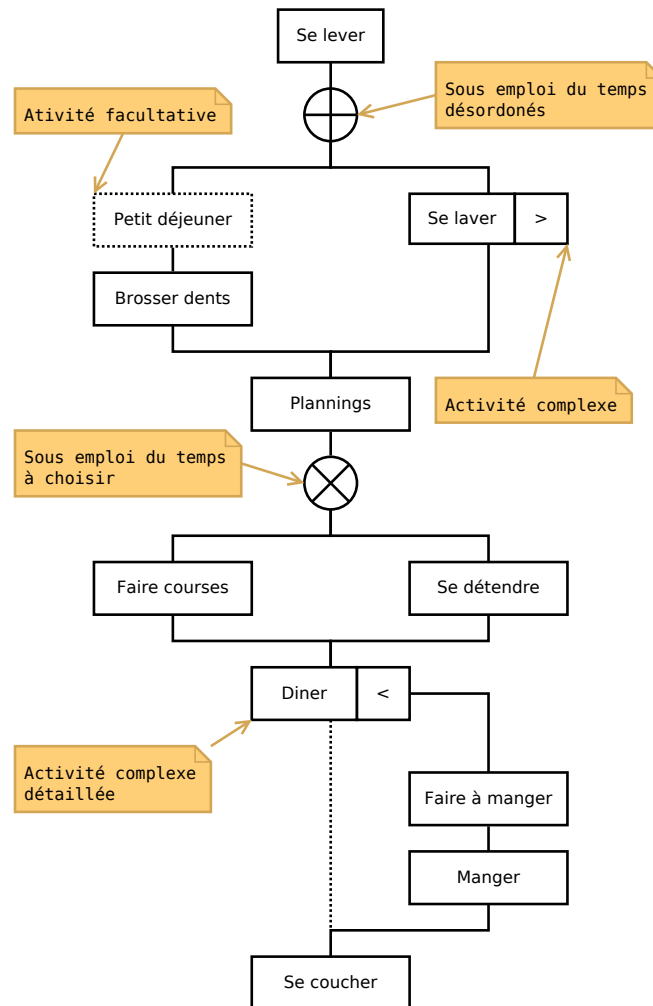 Se lever
Sous emploi du temps
désordonés
Ativité facultative
Petit déjeuner
Se laver >
Brosser dents
Plannings
Activité complexe
Sous emploi du temps
à choisir
Faire courses
Se détendre
Diner <
Activité complexe
détaillée
Faire à manger
Manger
Se coucher